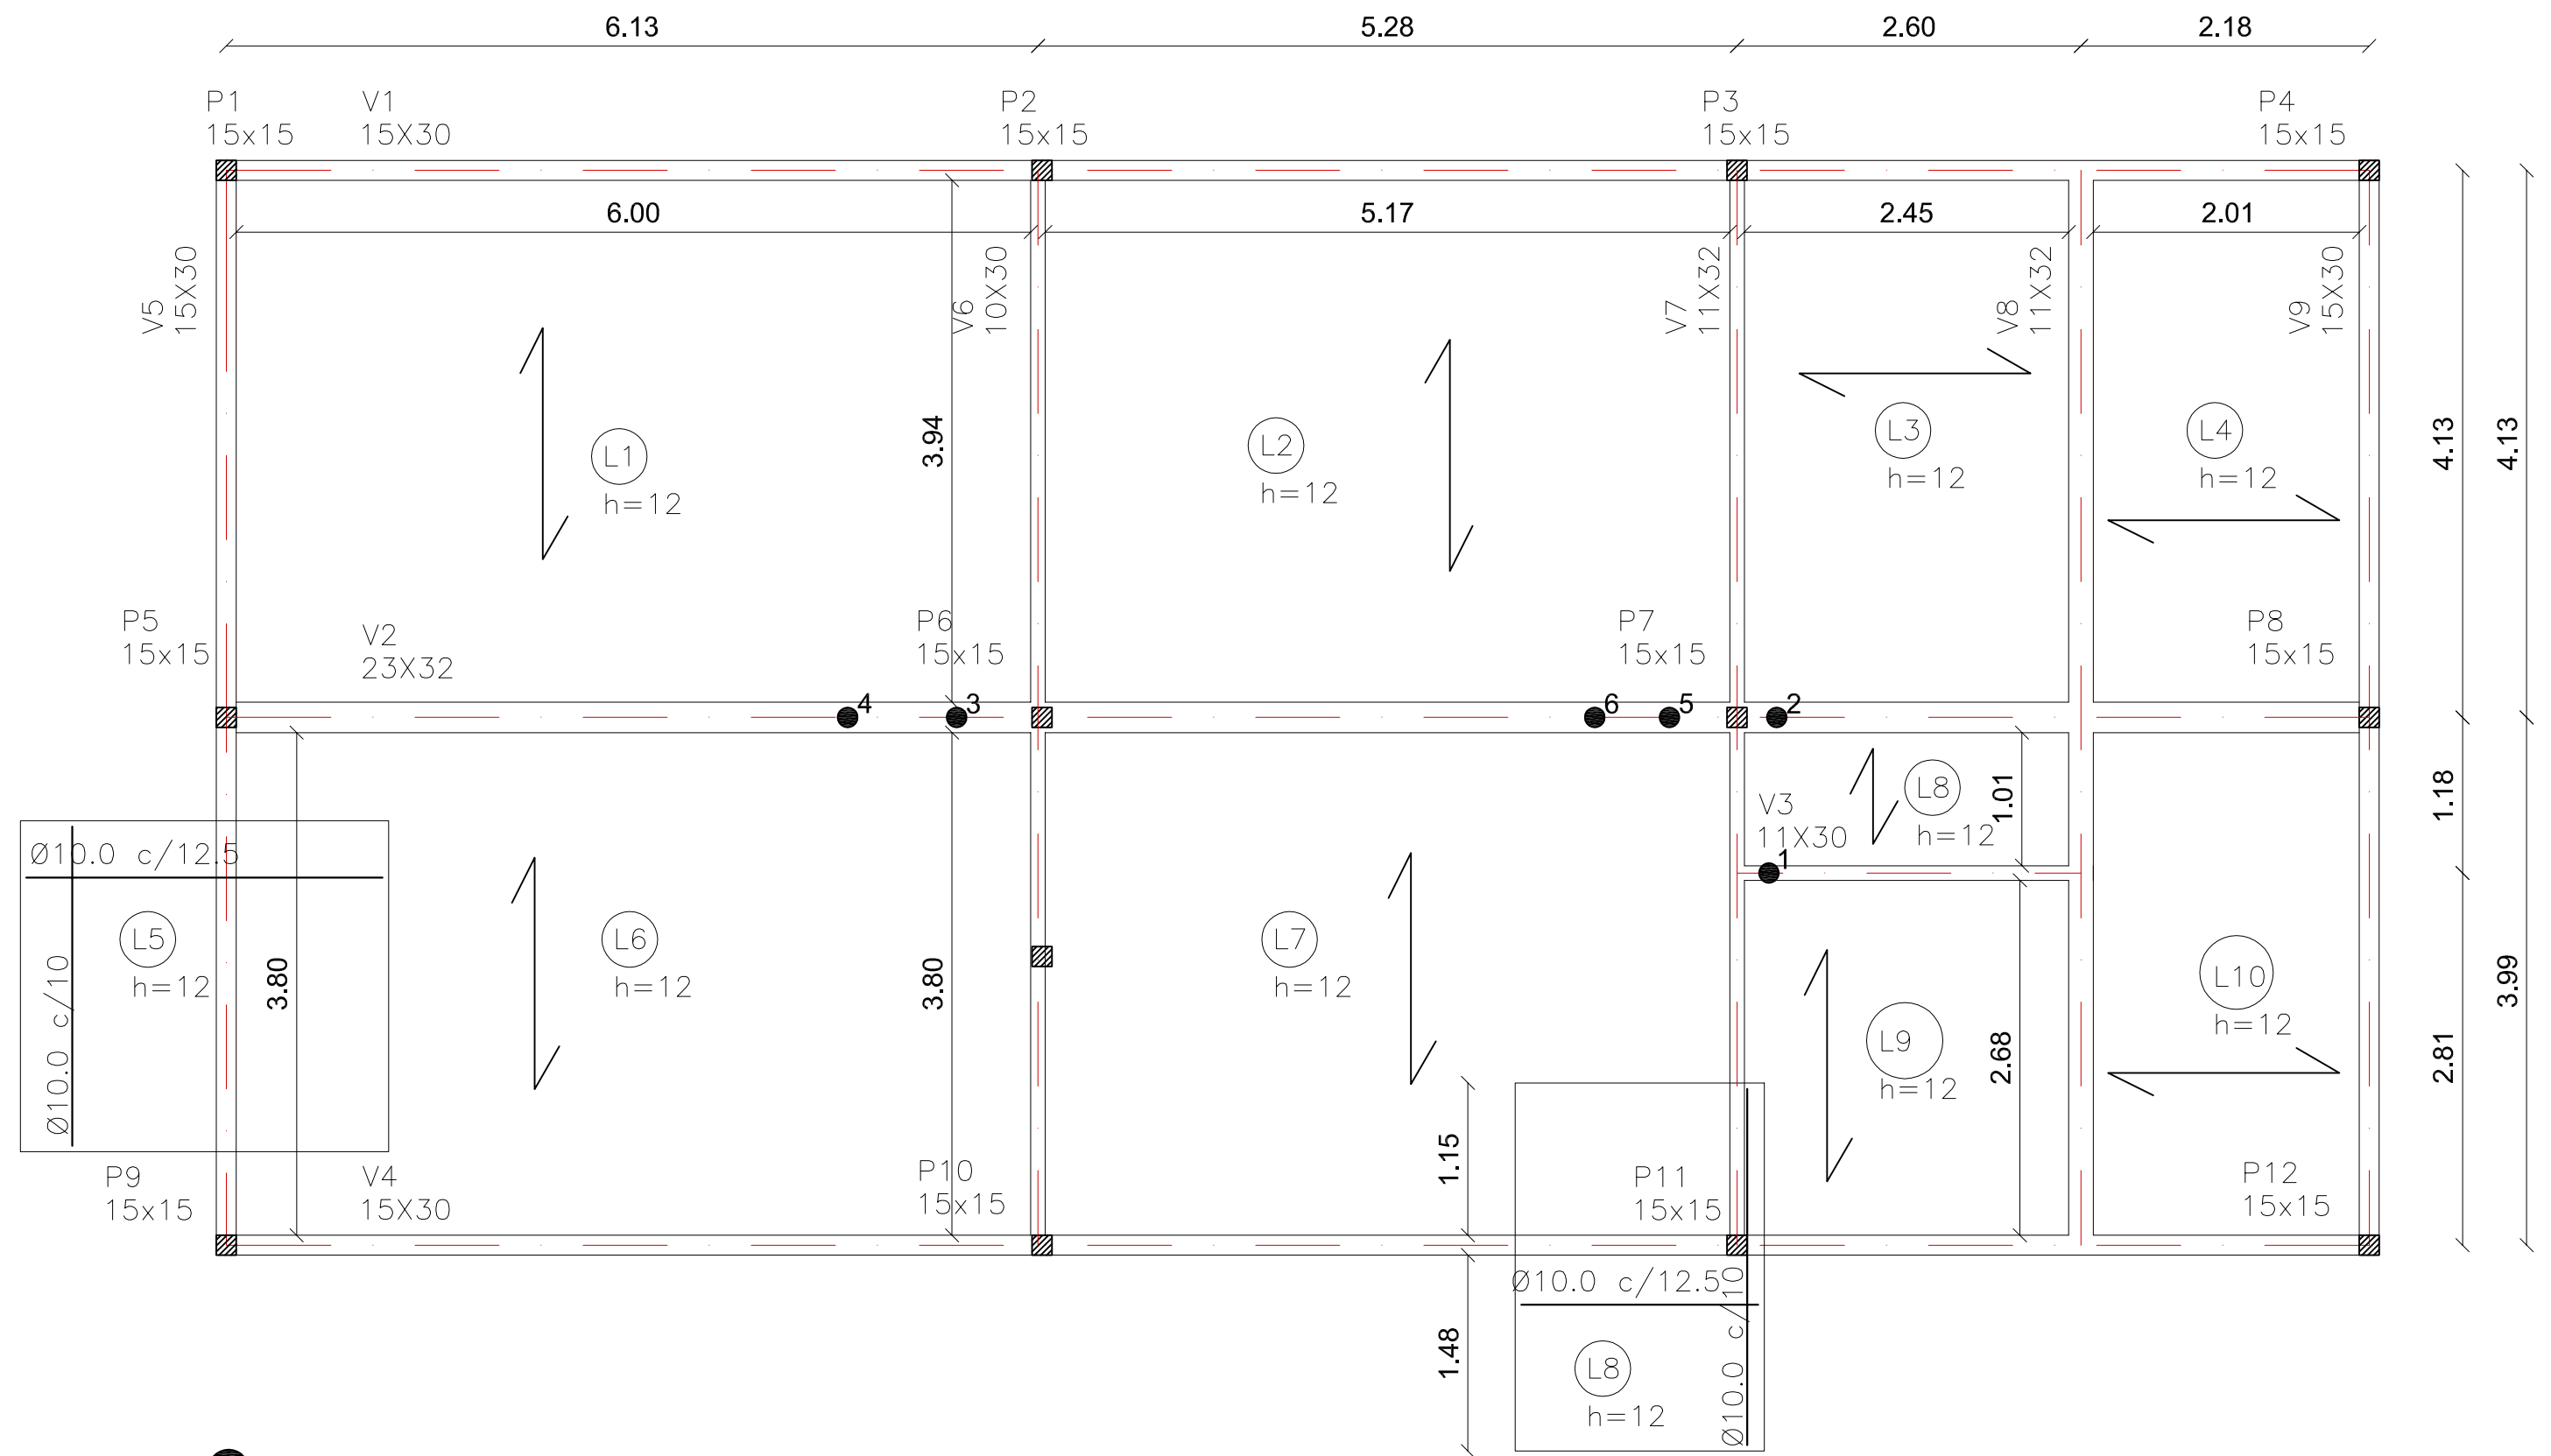 6.13 5.28 2.60 2.18
P1 V1 P2 P3 P4
15x15 15X30 15x15 15x15 15x15
6.00 5.17 2.45 2.01
V5
15X30
V6
10X30
V7
11X32
V8
11X32
V9
15X30
L1
h=12
3.94
L2
h=12
L3
h=12
L4
h=12
4.13
4.13
P5
15x15
V2
23X32
P6
15x15
P7
15x15
P8
15x15
4 3 6 5 2
L8
h=12
1.01
1.18
V3
11X30
1
Ø10.0 c/12.5
Ø10.0 c/10
L5
h=12
3.80
L6
h=12
3.80
L7
h=12
L9
h=12
2.68
L10
h=12
2.81
3.99
1.15
P9
15x15
V4
15X30
P10
15x15
P11
15x15
P12
15x15
Ø10.0 c/12.5
Ø10.0 c/10
1.48
L8
h=12